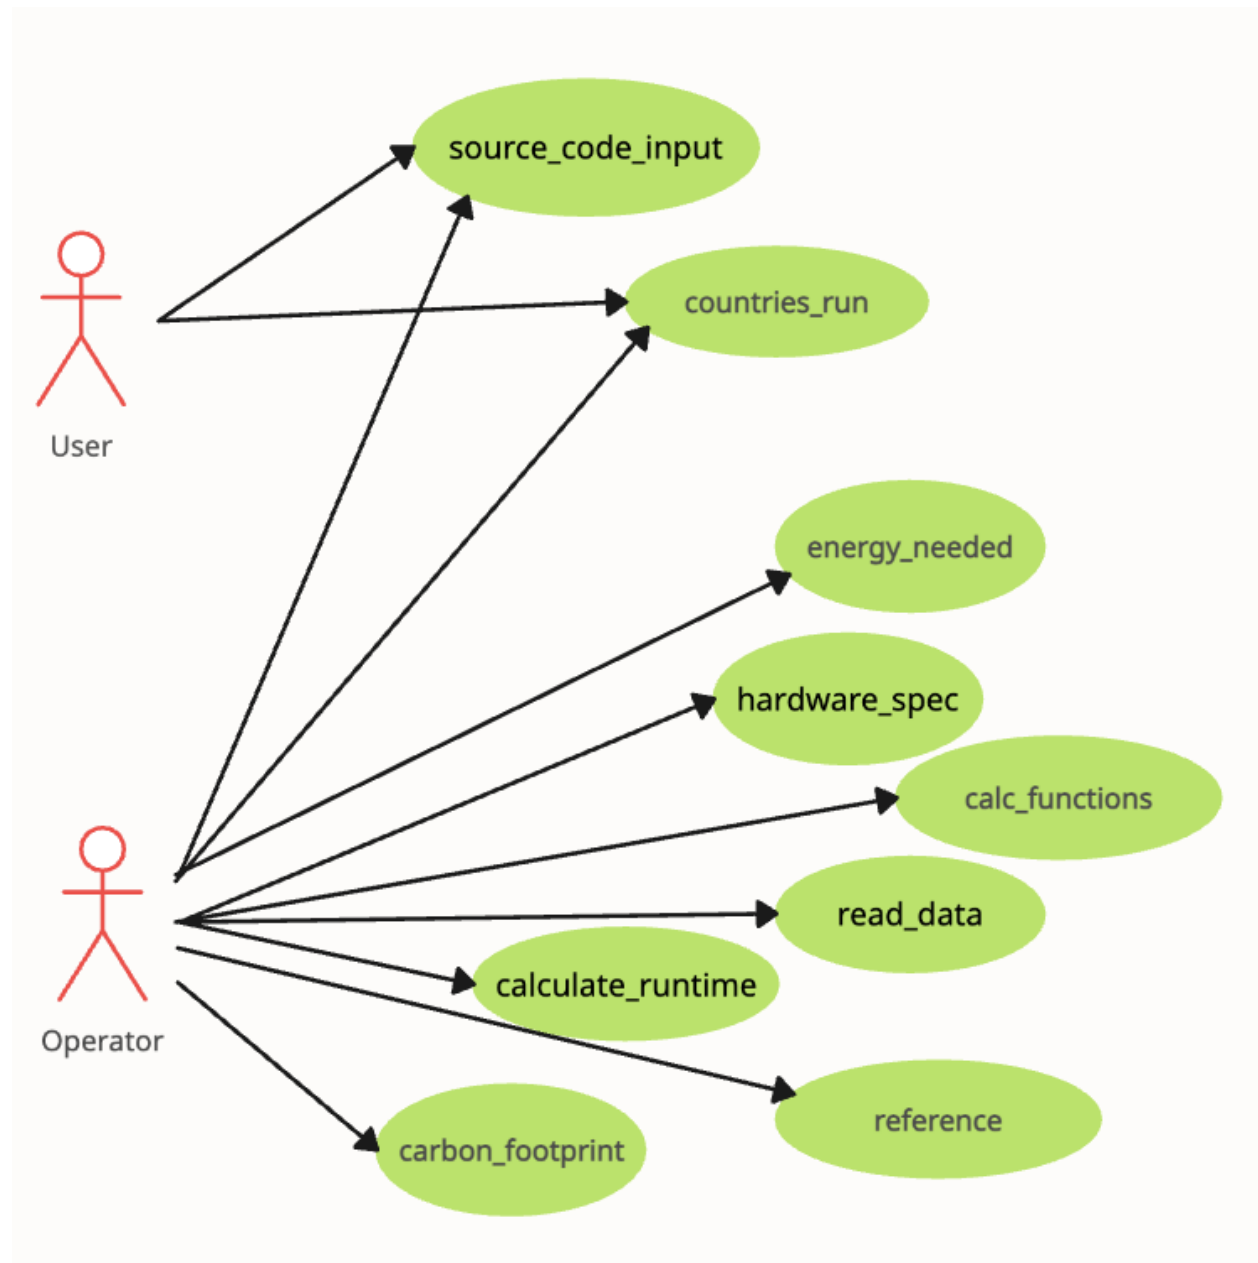 source_code_input
countries_run
User
energy_needed
hardware_spec
calc_functions
read_data
calculate_runtime
Operator
reference
carbon_footprint